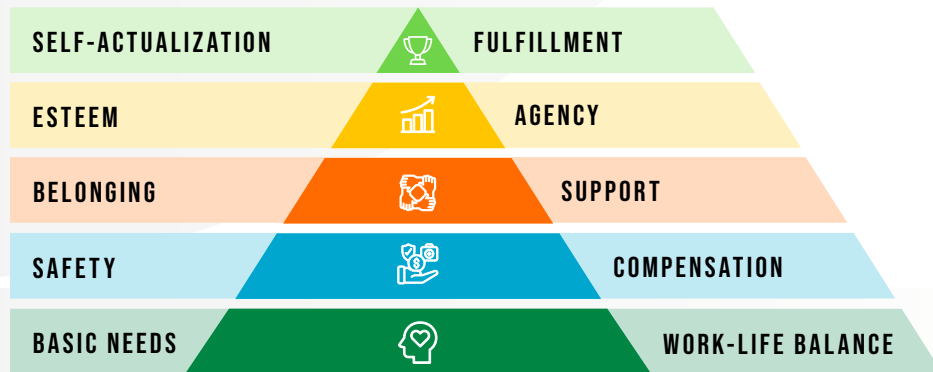 SELF-ACTUALIZATION FULFILLMENT
ESTEEM AGENCY
BELONGING SUPPORT
SAFETY $ COMPENSATION
BASIC NEEDS WORK-LIFE BALANCE